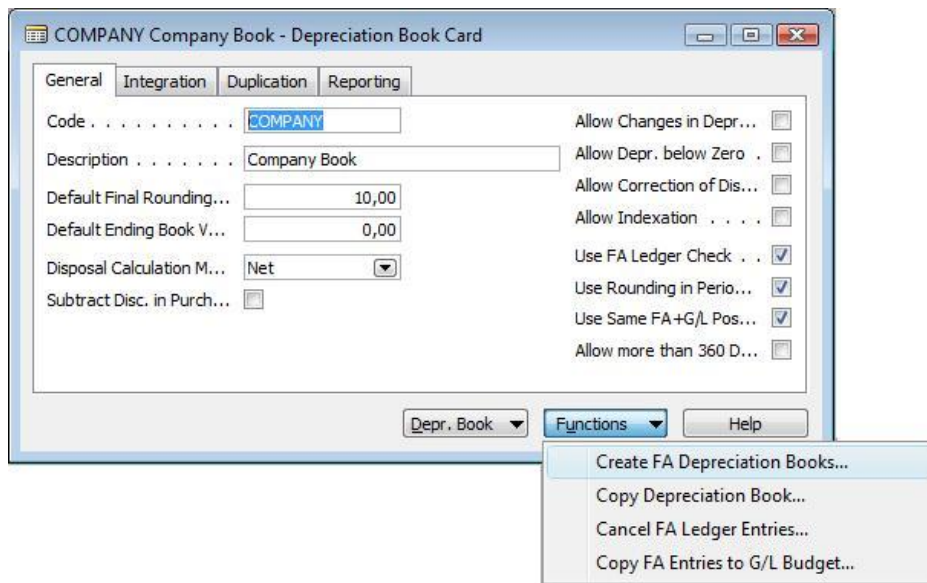 COMPANY Company Book - Depreciation Book Card
General Integration Duplication Reporting
Code . . . . . . . . . . COMPANY
Description . . . . . . . Company Book
Default Final Rounding... 10,00
Default Ending Book V... 0,00
Disposal Calculation M... Net
Subtract Disc. in Purch...
Allow Changes in Depr...
Allow Depr. below Zero .
Allow Correction of Dis...
Allow Indexation . . . .
Use FA Ledger Check . .
Use Rounding in Perio...
Use Same FA+G/L Pos...
Allow more than 360 D...
Depr. Book Functions Help
Create FA Depreciation Books...
Copy Depreciation Book...
Cancel FA Ledger Entries...
Copy FA Entries to G/L Budget...